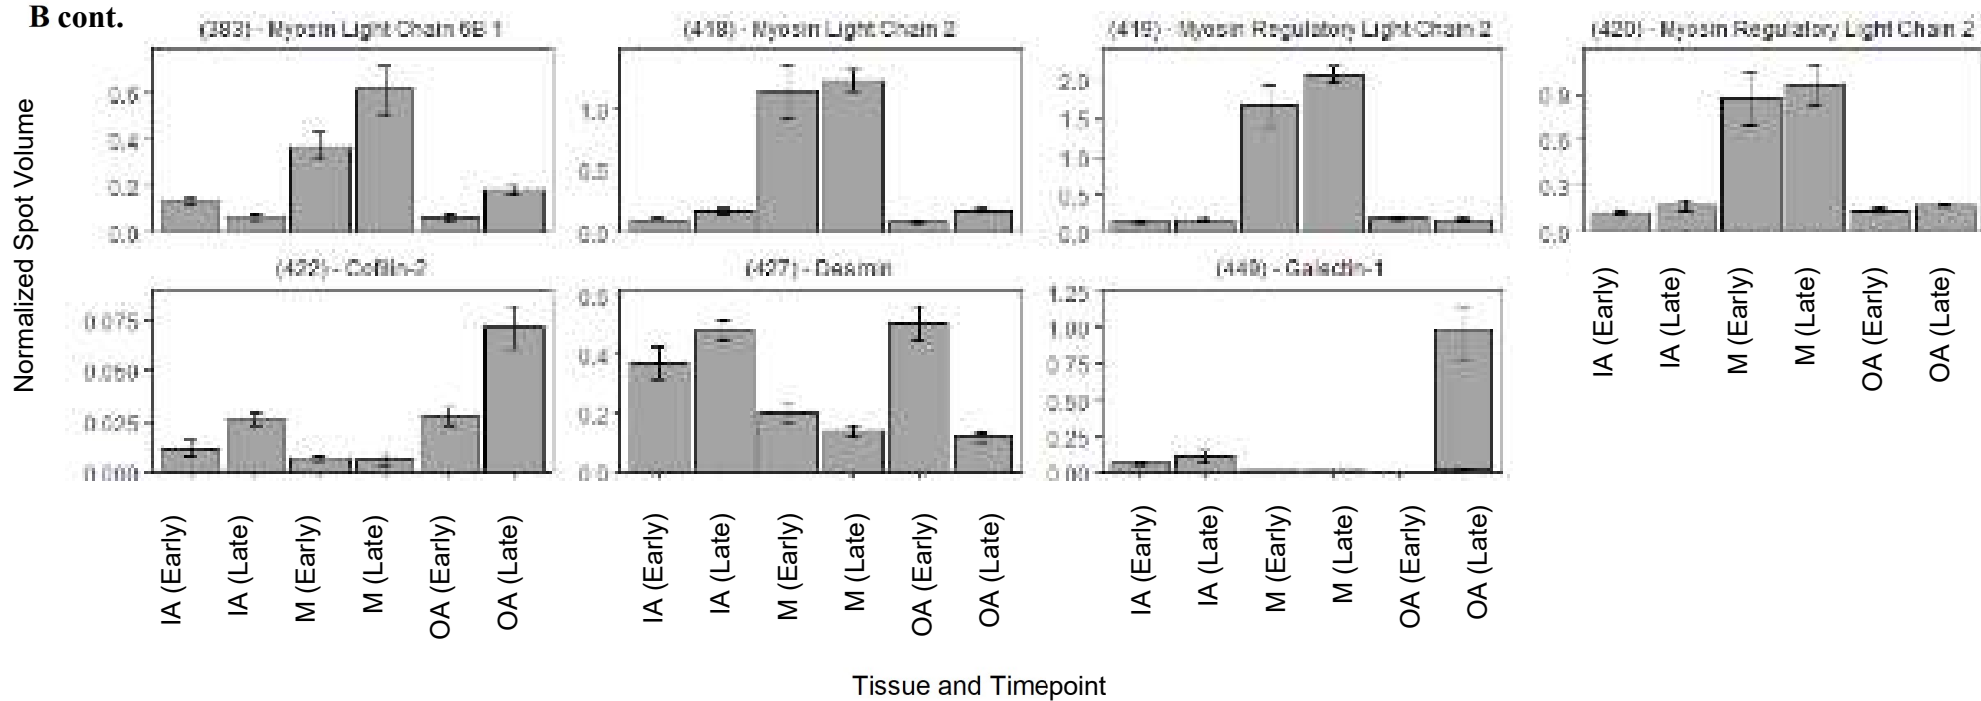 B cont.
(383) - Myosin Light Chain 6B 1
(418) - Myosin Light Chain 2
(419) - Myosin Regulatory Light Chain 2
(420) - Myosin Regulatory Light Chain 2
Normalized Spot Volume
0.6
0.4
0.2
0.0
1.0
0.5
0.0
2.0
1.5
1.0
0.5
0.0
0.9
0.6
0.3
0.0
IA (Early)
IA (Late)
M (Early)
M (Late)
OA (Early)
OA (Late)
(422) - Cofilin-2
(427) - Desmin
(449) - Galectin-1
0.075
0.050
0.025
0.000
0.6
0.4
0.2
0.0
1.25
1.00
0.75
0.50
0.25
0.00
IA (Early)
IA (Late)
M (Early)
M (Late)
OA (Early)
OA (Late)
IA (Early)
IA (Late)
M (Early)
M (Late)
OA (Early)
OA (Late)
IA (Early)
IA (Late)
M (Early)
M (Late)
OA (Early)
OA (Late)
Tissue and Timepoint